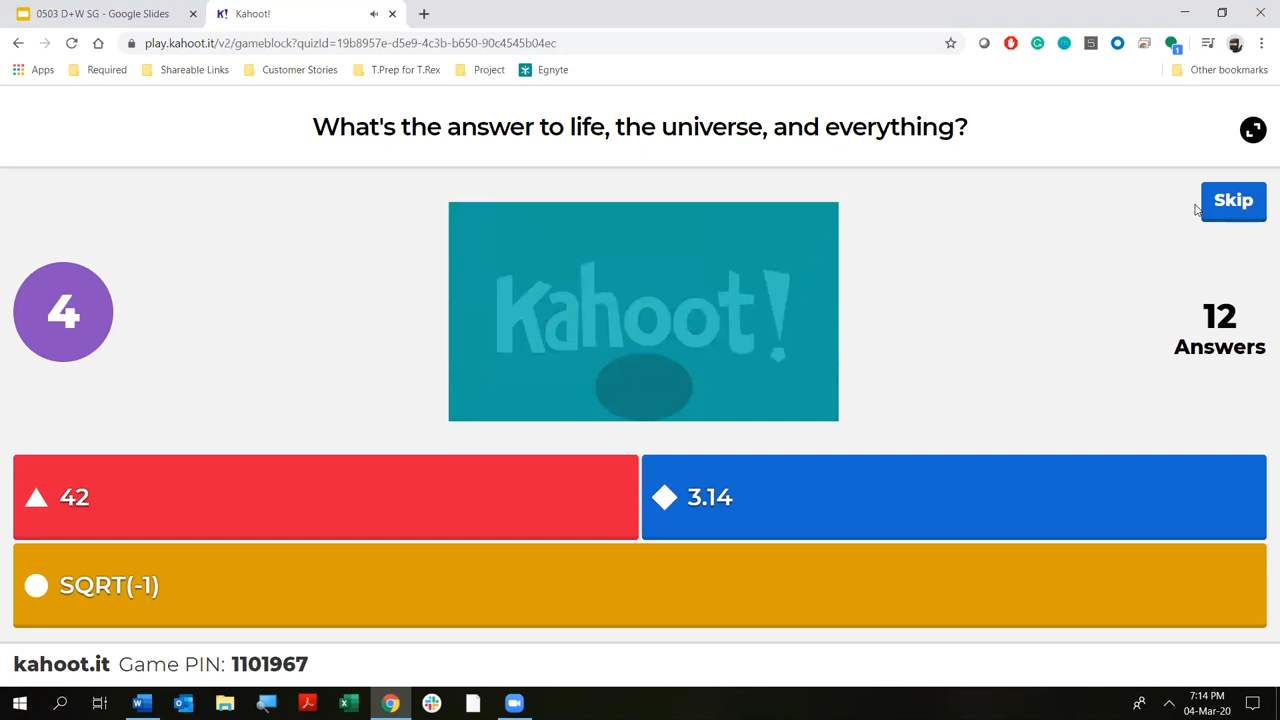 0503 D+W SG - Google Slides
K! Kahoot!
play.kahoot.it/v2/gameblock?quizId=19b8957e-d5e9-4c3b-b650-90c4545b04ec
1
Apps Required Shareable Links Customer Stories T.Prep for T.Rex Project Egnyte Other bookmarks
What's the answer to life, the universe, and everything?
Skip
4
Kahoot!
12
Answers
42
3.14
SQRT(-1)
kahoot.it Game PIN: 1101967
7:14 PM
04-Mar-20